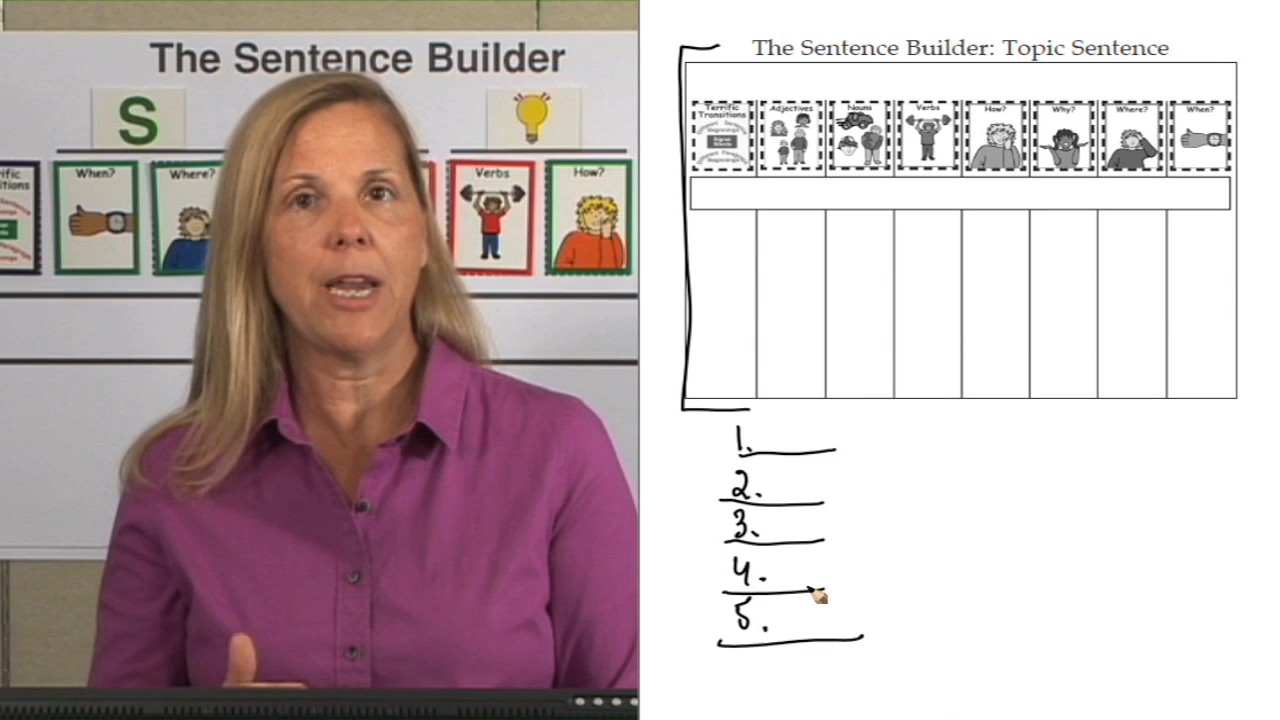 The Sentence Builder
S
When?
Where?
Verbs
How?
The Sentence Builder: Topic Sentence
Terrific Transitions
Adjectives
Nouns
Verbs
How?
Why?
Where?
When?
1.
2.
3.
4.
5.